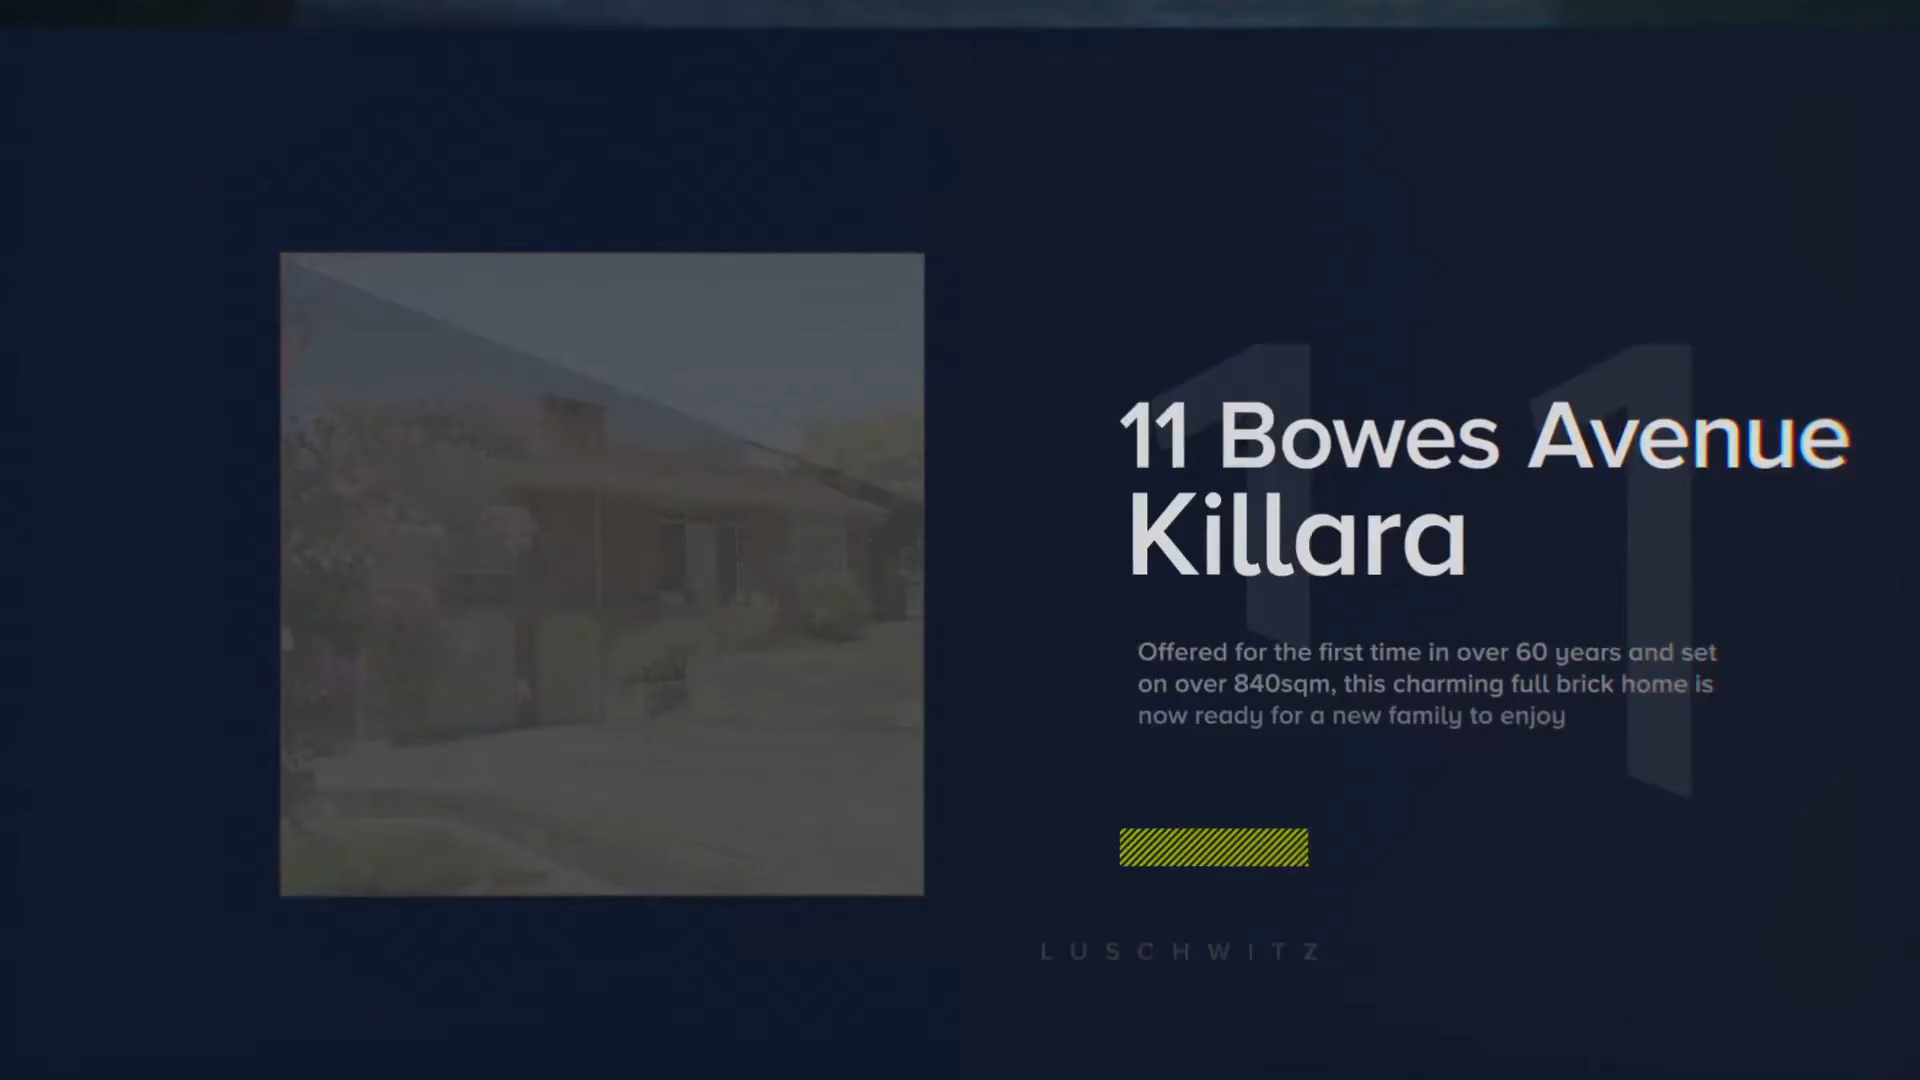 11
11 Bowes Avenue
Killara
Offered for the first time in over 60 years and set
on over 840sqm, this charming full brick home is
now ready for a new family to enjoy
LUSCHWITZ